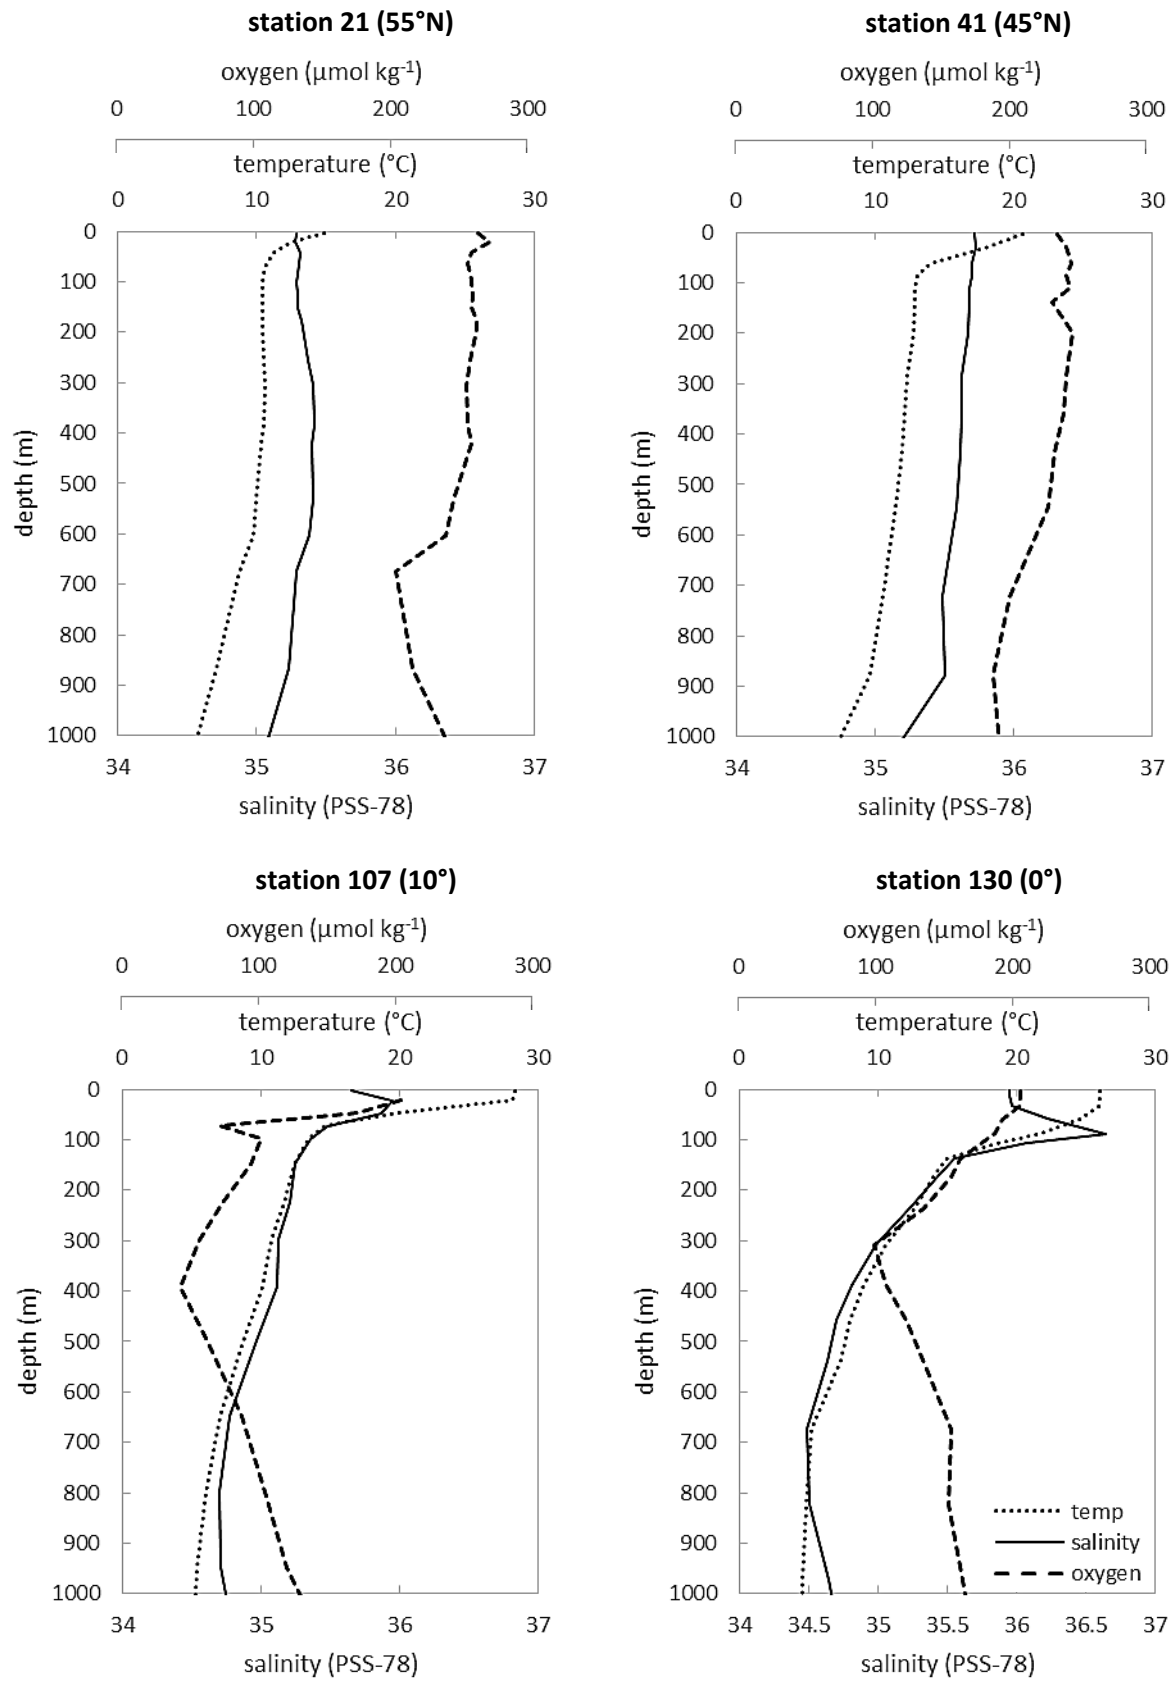 station 21 (55°N)
oxygen (µmol kg-1)
0 100 200 300
temperature (°C)
0 10 20 30
0
100
200
300
400
500
600
700
800
900
1000
depth (m)
34 35 36 37
salinity (PSS-78)
station 41 (45°N)
oxygen (µmol kg-1)
0 100 200 300
temperature (°C)
0 10 20 30
0
100
200
300
400
500
600
700
800
900
1000
depth (m)
34 35 36 37
salinity (PSS-78)
station 107 (10°)
oxygen (µmol kg-1)
0 100 200 300
temperature (°C)
0 10 20 30
0
100
200
300
400
500
600
700
800
900
1000
depth (m)
34 35 36 37
salinity (PSS-78)
station 130 (0°)
oxygen (µmol kg-1)
0 100 200 300
temperature (°C)
0 10 20 30
0
100
200
300
400
500
600
700
800
900
1000
depth (m)
temp
salinity
oxygen
34 34.5 35 35.5 36 36.5 37
salinity (PSS-78)